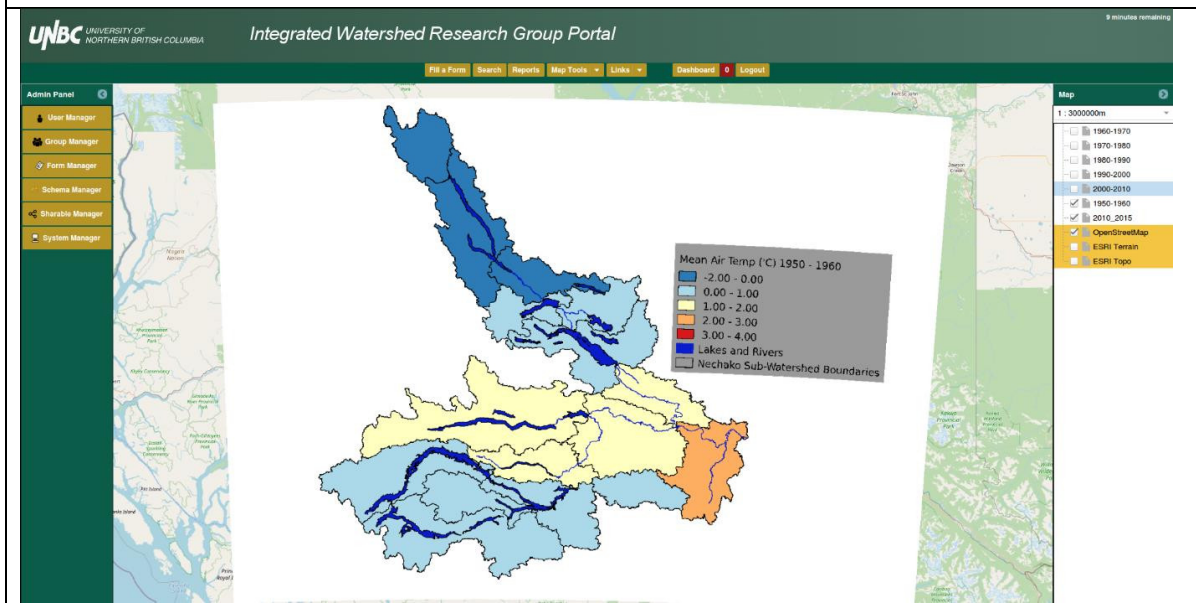 9 minutes remaining
UNBC UNIVERSITY OF
NORTHERN BRITISH COLUMBIA
Integrated Watershed Research Group Portal
Fill a Form Search Reports Map Tools Links Dashboard 0 Logout
Admin Panel
User Manager
Group Manager
Form Manager
Schema Manager
Sharable Manager
System Manager
Mean Air Temp (°C) 1950 - 1960
-2.00 - 0.00
0.00 - 1.00
1.00 - 2.00
2.00 - 3.00
3.00 - 4.00
Lakes and Rivers
Nechako Sub-Watershed Boundaries
Map
1 : 3000000m
1960-1970
1970-1980
1980-1990
1990-2000
2000-2010
1950-1960
2010_2015
OpenStreetMap
ESRI Terrain
ESRI Topo